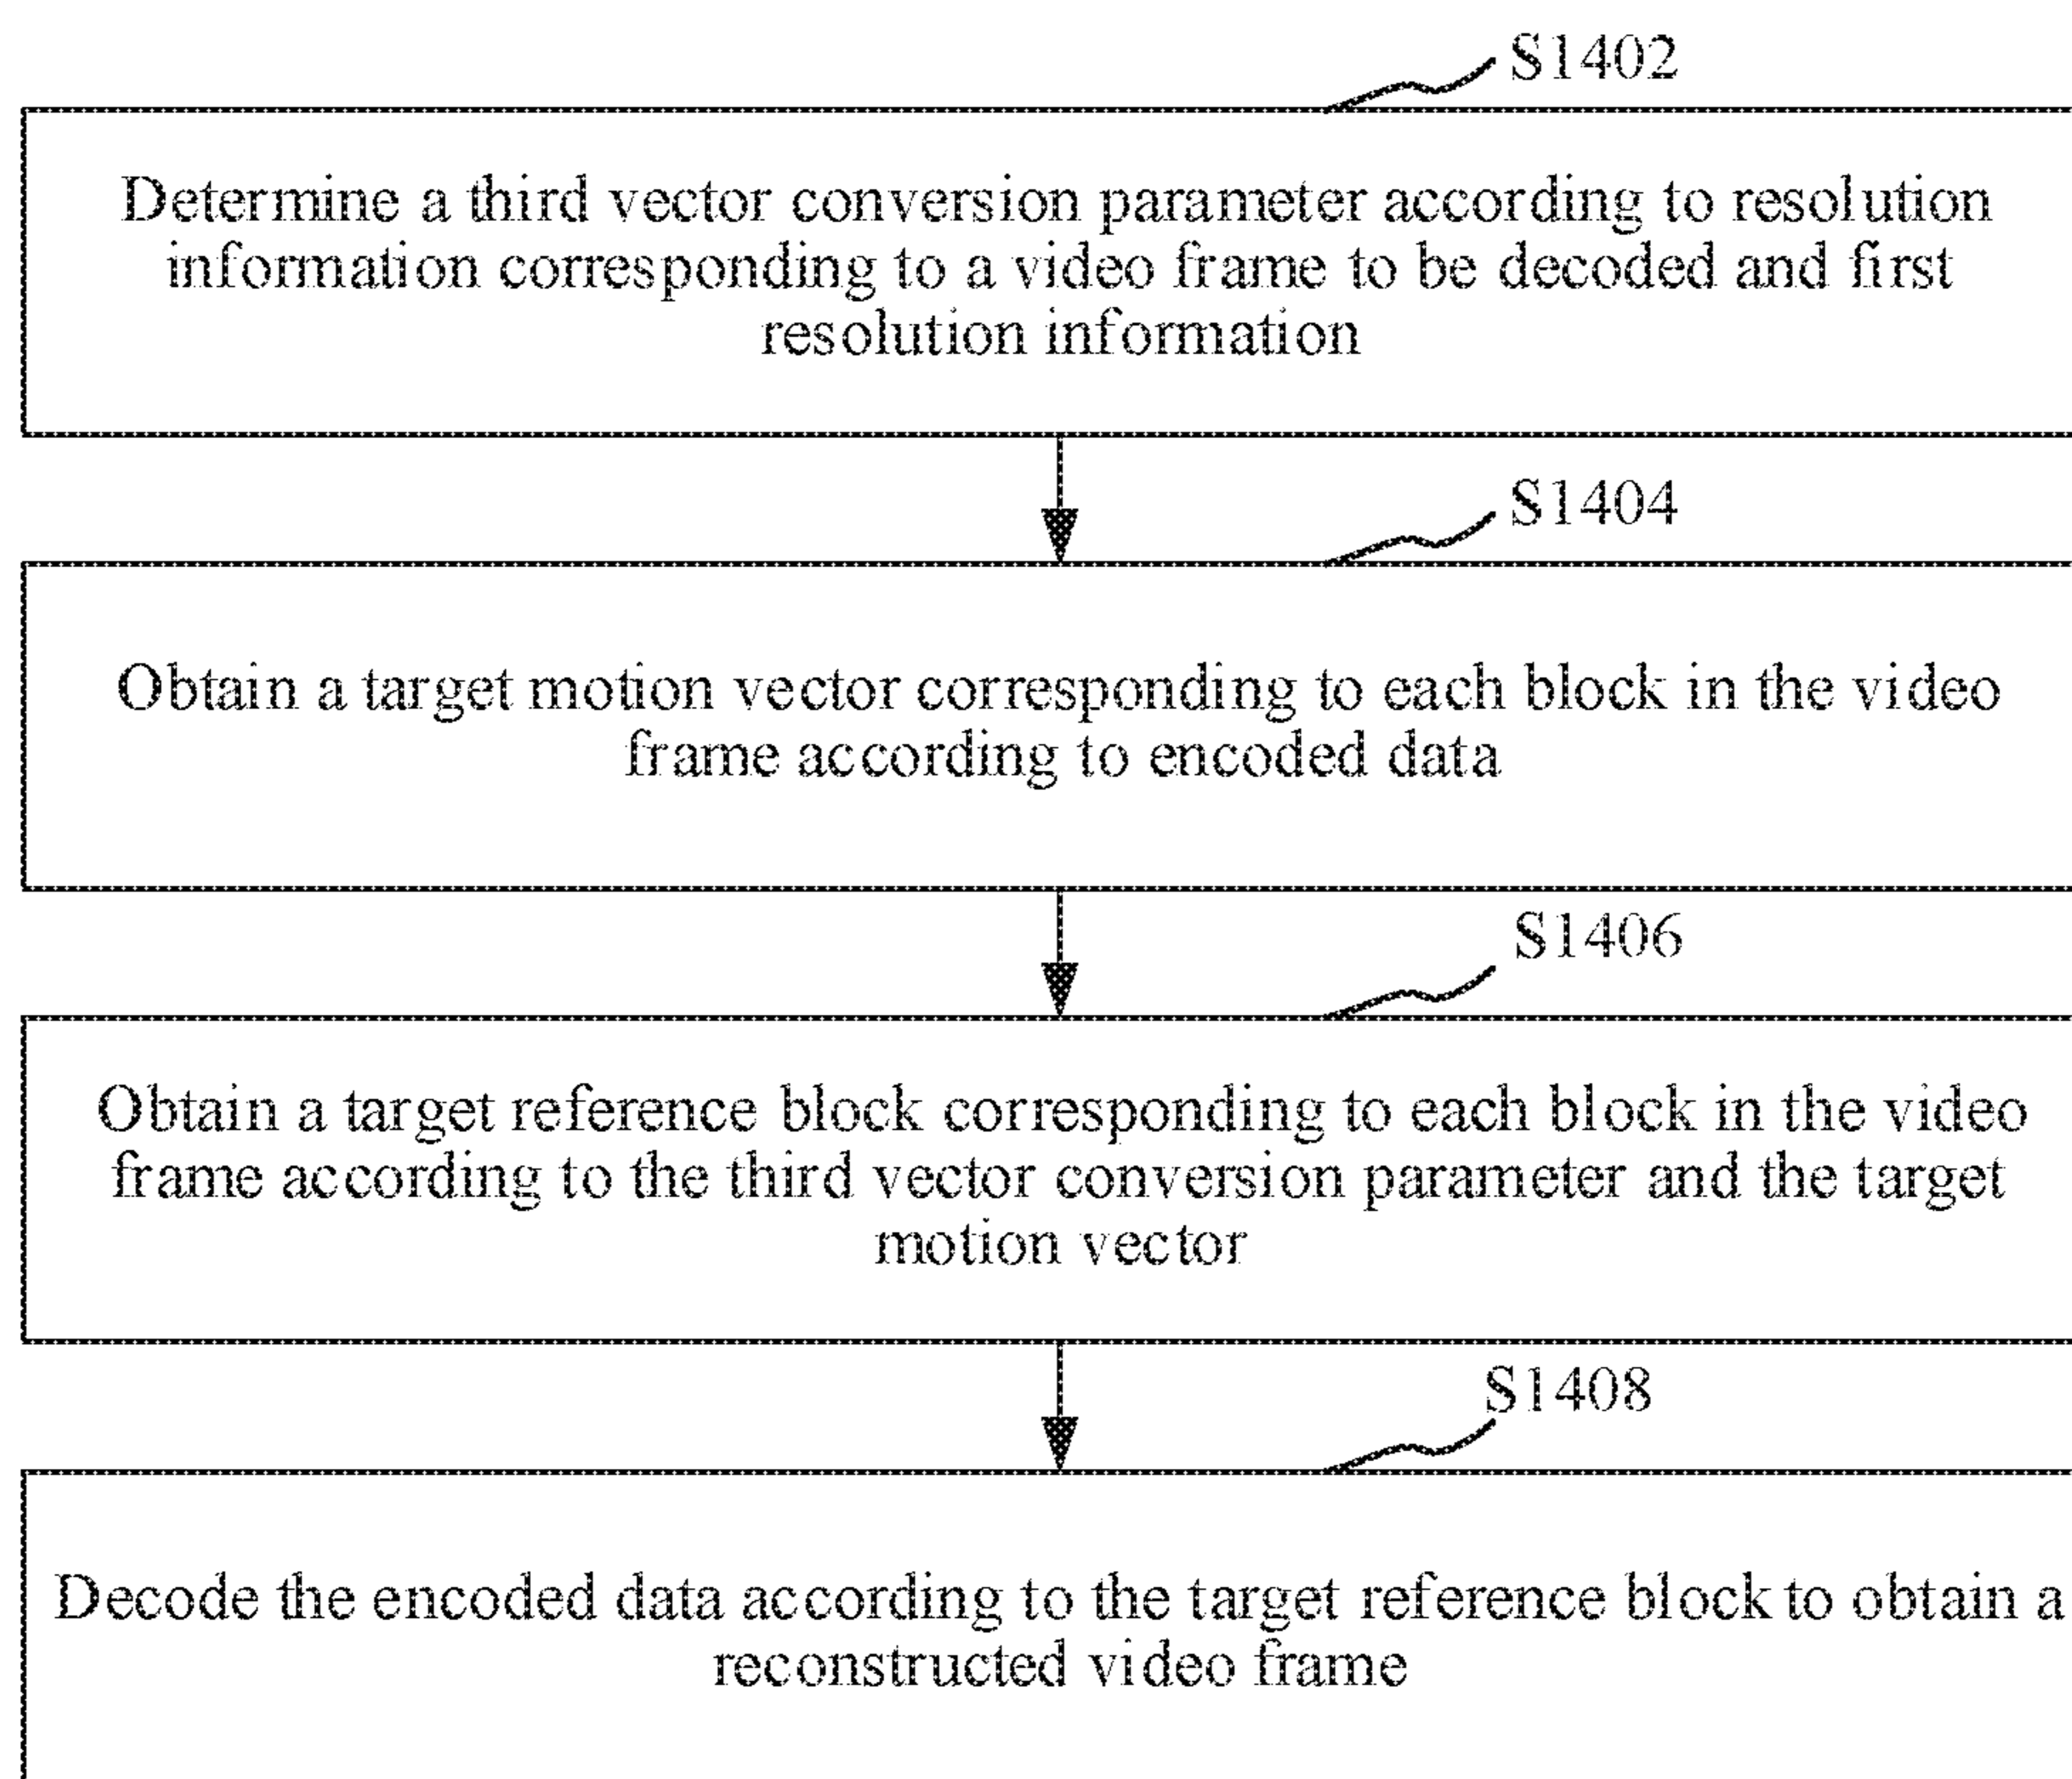 S1402
Determine a third vector conversion parameter according to resolution
information corresponding to a video frame to be decoded and first
resolution information
S1404
Obtain a target motion vector corresponding to each block in the video
frame according to encoded data
S1406
Obtain a target reference block corresponding to each block in the video
frame according to the third vector conversion parameter and the target
motion vector
S1408
Decode the encoded data according to the target reference block to obtain a
reconstructed video frame